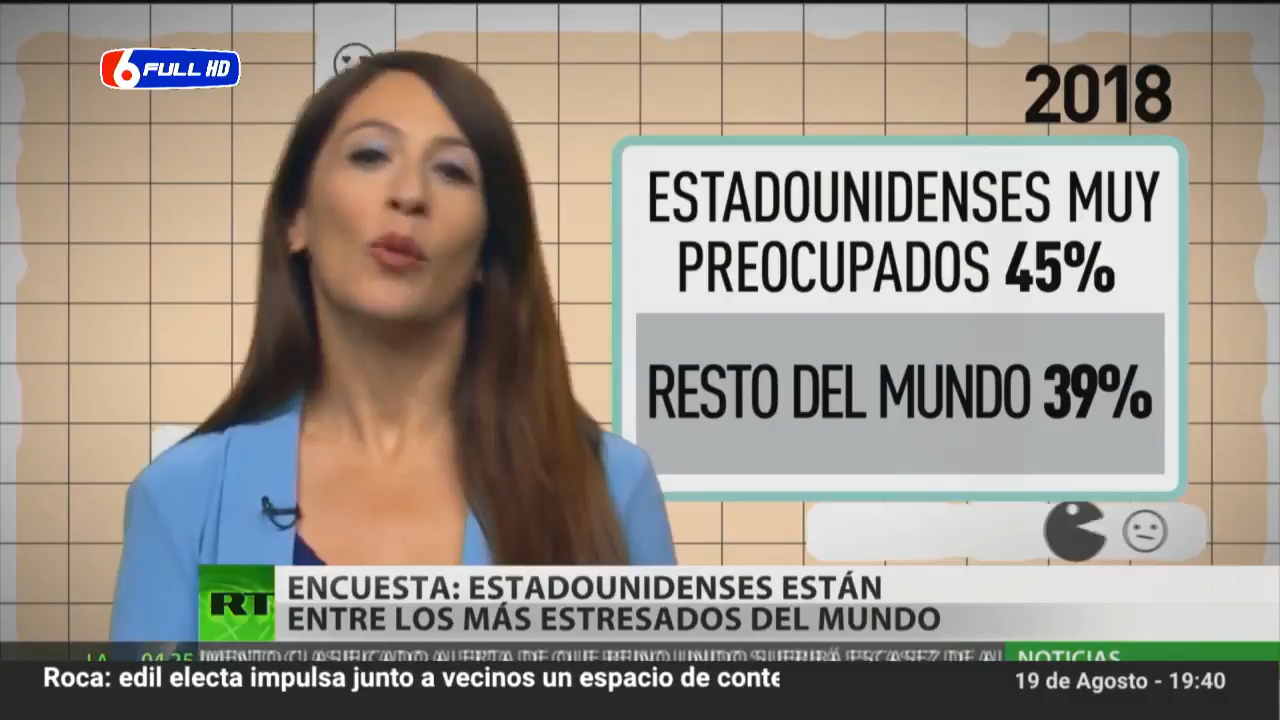 6 FULL HD
2018
ESTADOUNIDENSES MUY
PREOCUPADOS 45%
RESTO DEL MUNDO 39%
RT
ENCUESTA: ESTADOUNIDENSES ESTÁN
ENTRE LOS MÁS ESTRESADOS DEL MUNDO
NOTICIAS
Roca: edil electa impulsa junto a vecinos un espacio de conte
19 de Agosto - 19:40